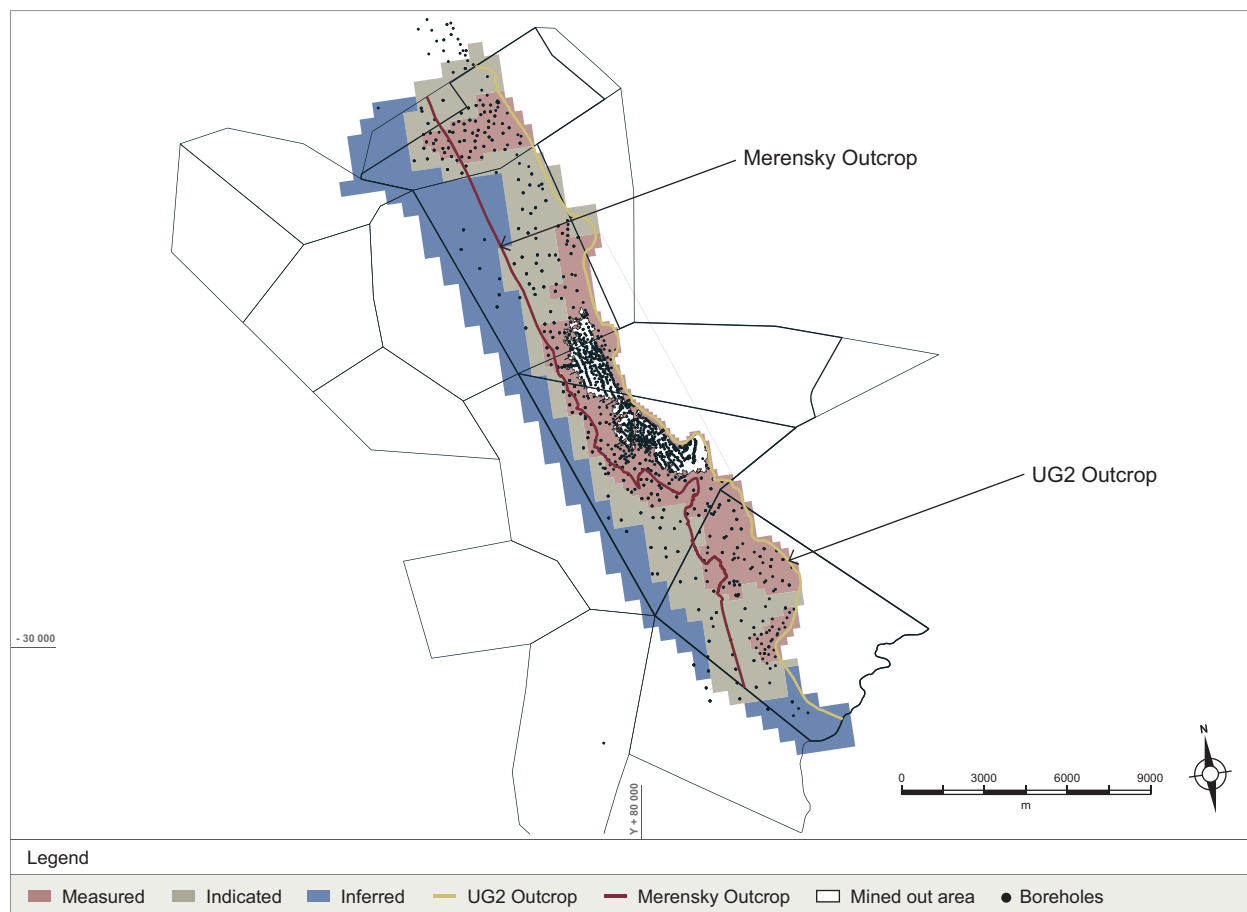 Merensky Outcrop
UG2 Outcrop
- 30 000
Y + 80 000
N
0 3000 6000 9000
m
Legend
Measured Indicated Inferred UG2 Outcrop Merensky Outcrop Mined out area Boreholes